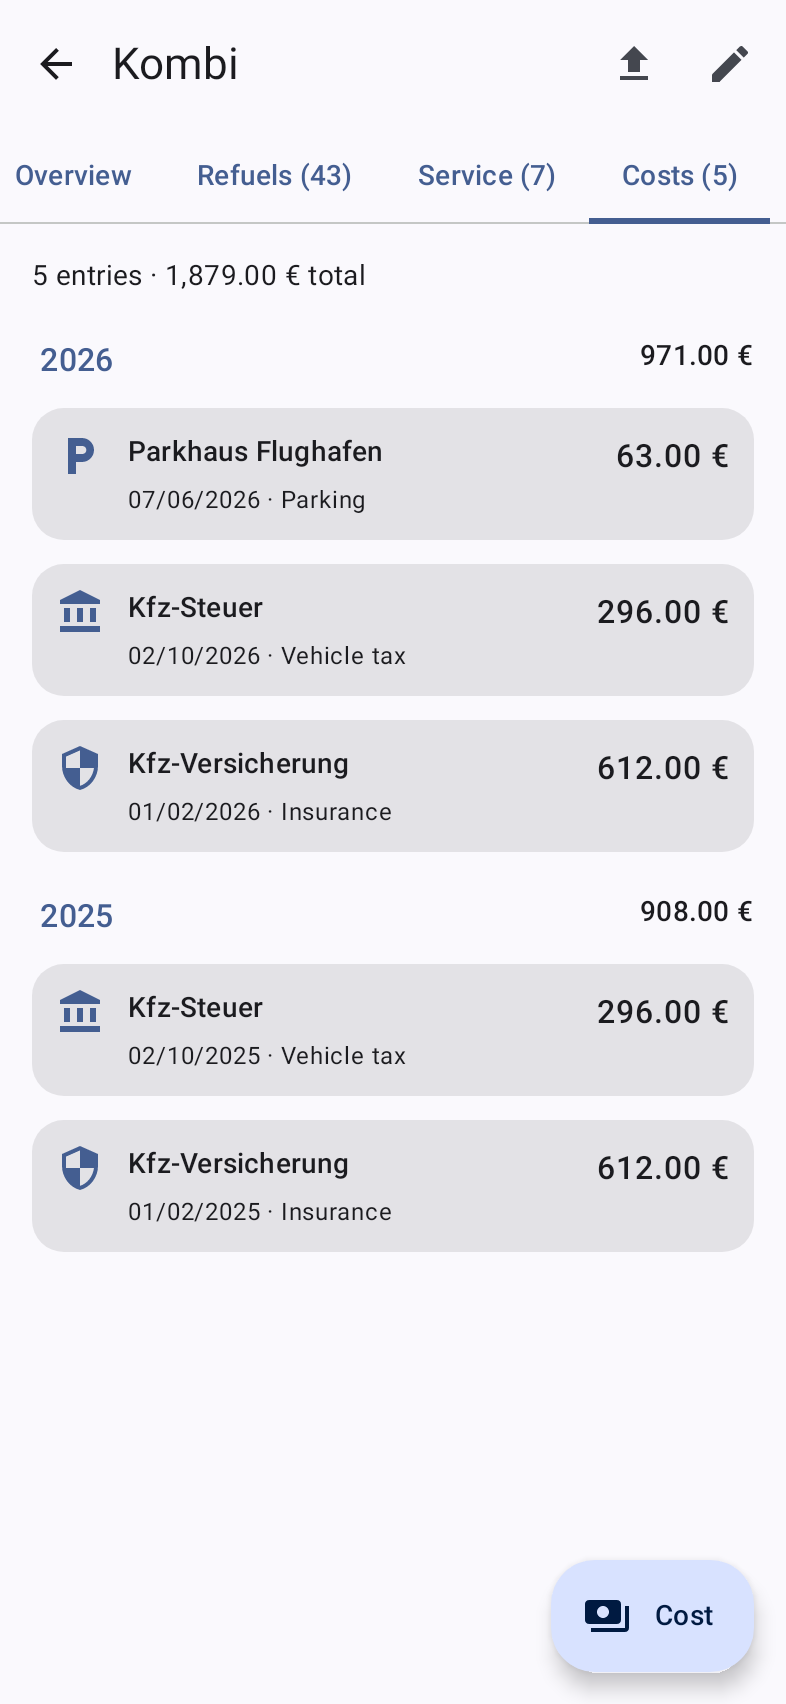 Kombi
Overview Refuels (43) Service (7) Costs (5)
5 entries · 1,879.00 € total
2026 971.00 €
Parkhaus Flughafen 63.00 €
07/06/2026 · Parking
Kfz-Steuer 296.00 €
02/10/2026 · Vehicle tax
Kfz-Versicherung 612.00 €
01/02/2026 · Insurance
2025 908.00 €
Kfz-Steuer 296.00 €
02/10/2025 · Vehicle tax
Kfz-Versicherung 612.00 €
01/02/2025 · Insurance
Cost